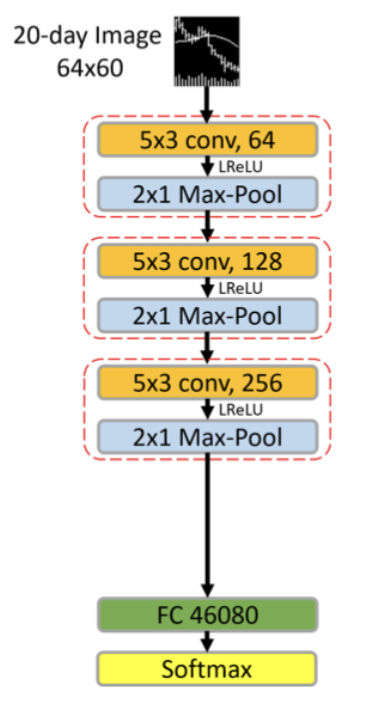 20-day Image
64x60
5x3 conv, 64
LReLU
2x1 Max-Pool
5x3 conv, 128
LReLU
2x1 Max-Pool
5x3 conv, 256
LReLU
2x1 Max-Pool
FC 46080
Softmax